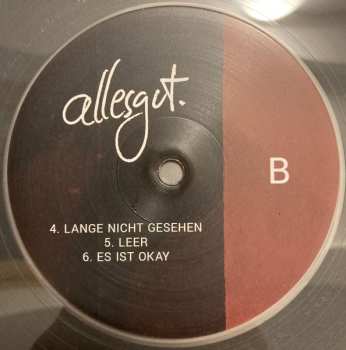 allesgut.
B
4. LANGE NICHT GESEHEN
5. LEER
6. ES IST OKAY